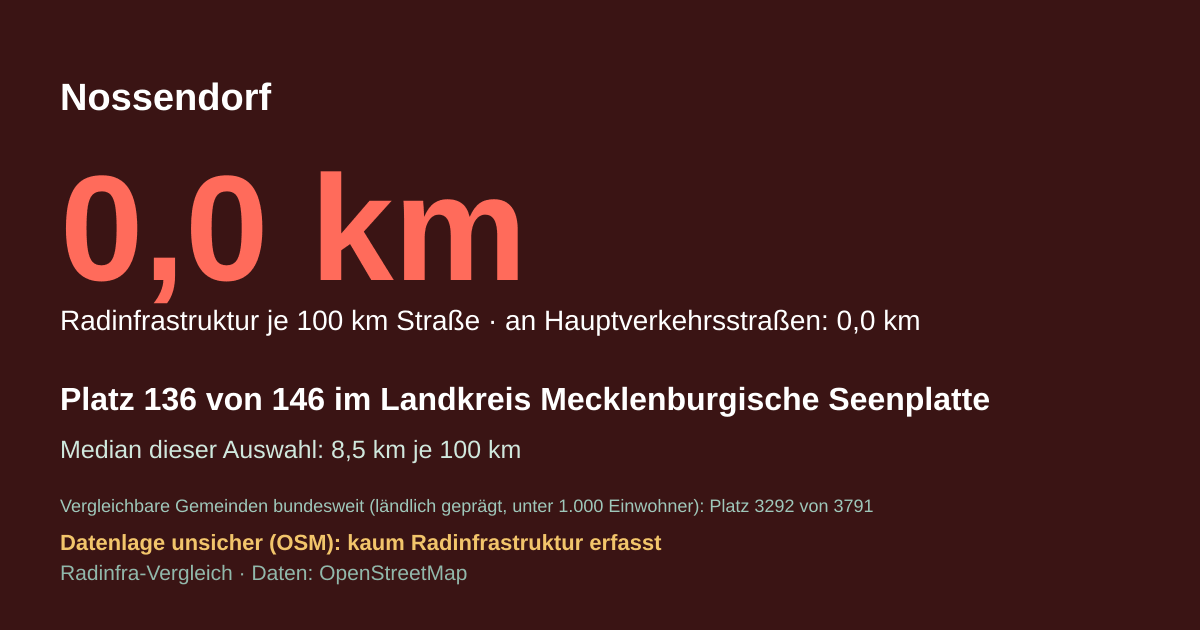 Nossendorf
0,0 km
Radinfrastruktur je 100 km Straße · an Hauptverkehrsstraßen: 0,0 km
Platz 136 von 146 im Landkreis Mecklenburgische Seenplatte
Median dieser Auswahl: 8,5 km je 100 km
Vergleichbare Gemeinden bundesweit (ländlich geprägt, unter 1.000 Einwohner): Platz 3292 von 3791
Datenlage unsicher (OSM): kaum Radinfrastruktur erfasst
Radinfra-Vergleich · Daten: OpenStreetMap